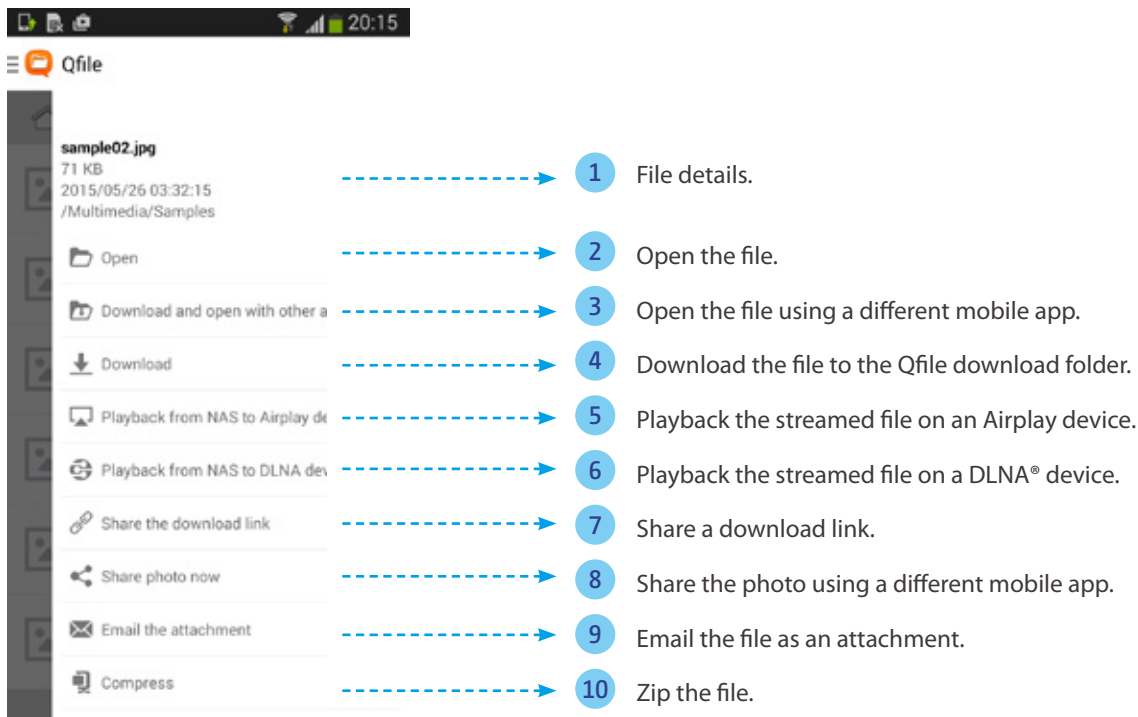 20:15
Qfile
sample02.jpg
71 KB
2015/05/26 03:32:15
/Multimedia/Samples
1 File details.
Open
2 Open the file.
Download and open with other a
3 Open the file using a different mobile app.
Download
4 Download the file to the Qfile download folder.
Playback from NAS to Airplay de
5 Playback the streamed file on an Airplay device.
Playback from NAS to DLNA dev
6 Playback the streamed file on a DLNA® device.
Share the download link
7 Share a download link.
Share photo now
8 Share the photo using a different mobile app.
Email the attachment
9 Email the file as an attachment.
Compress
10 Zip the file.